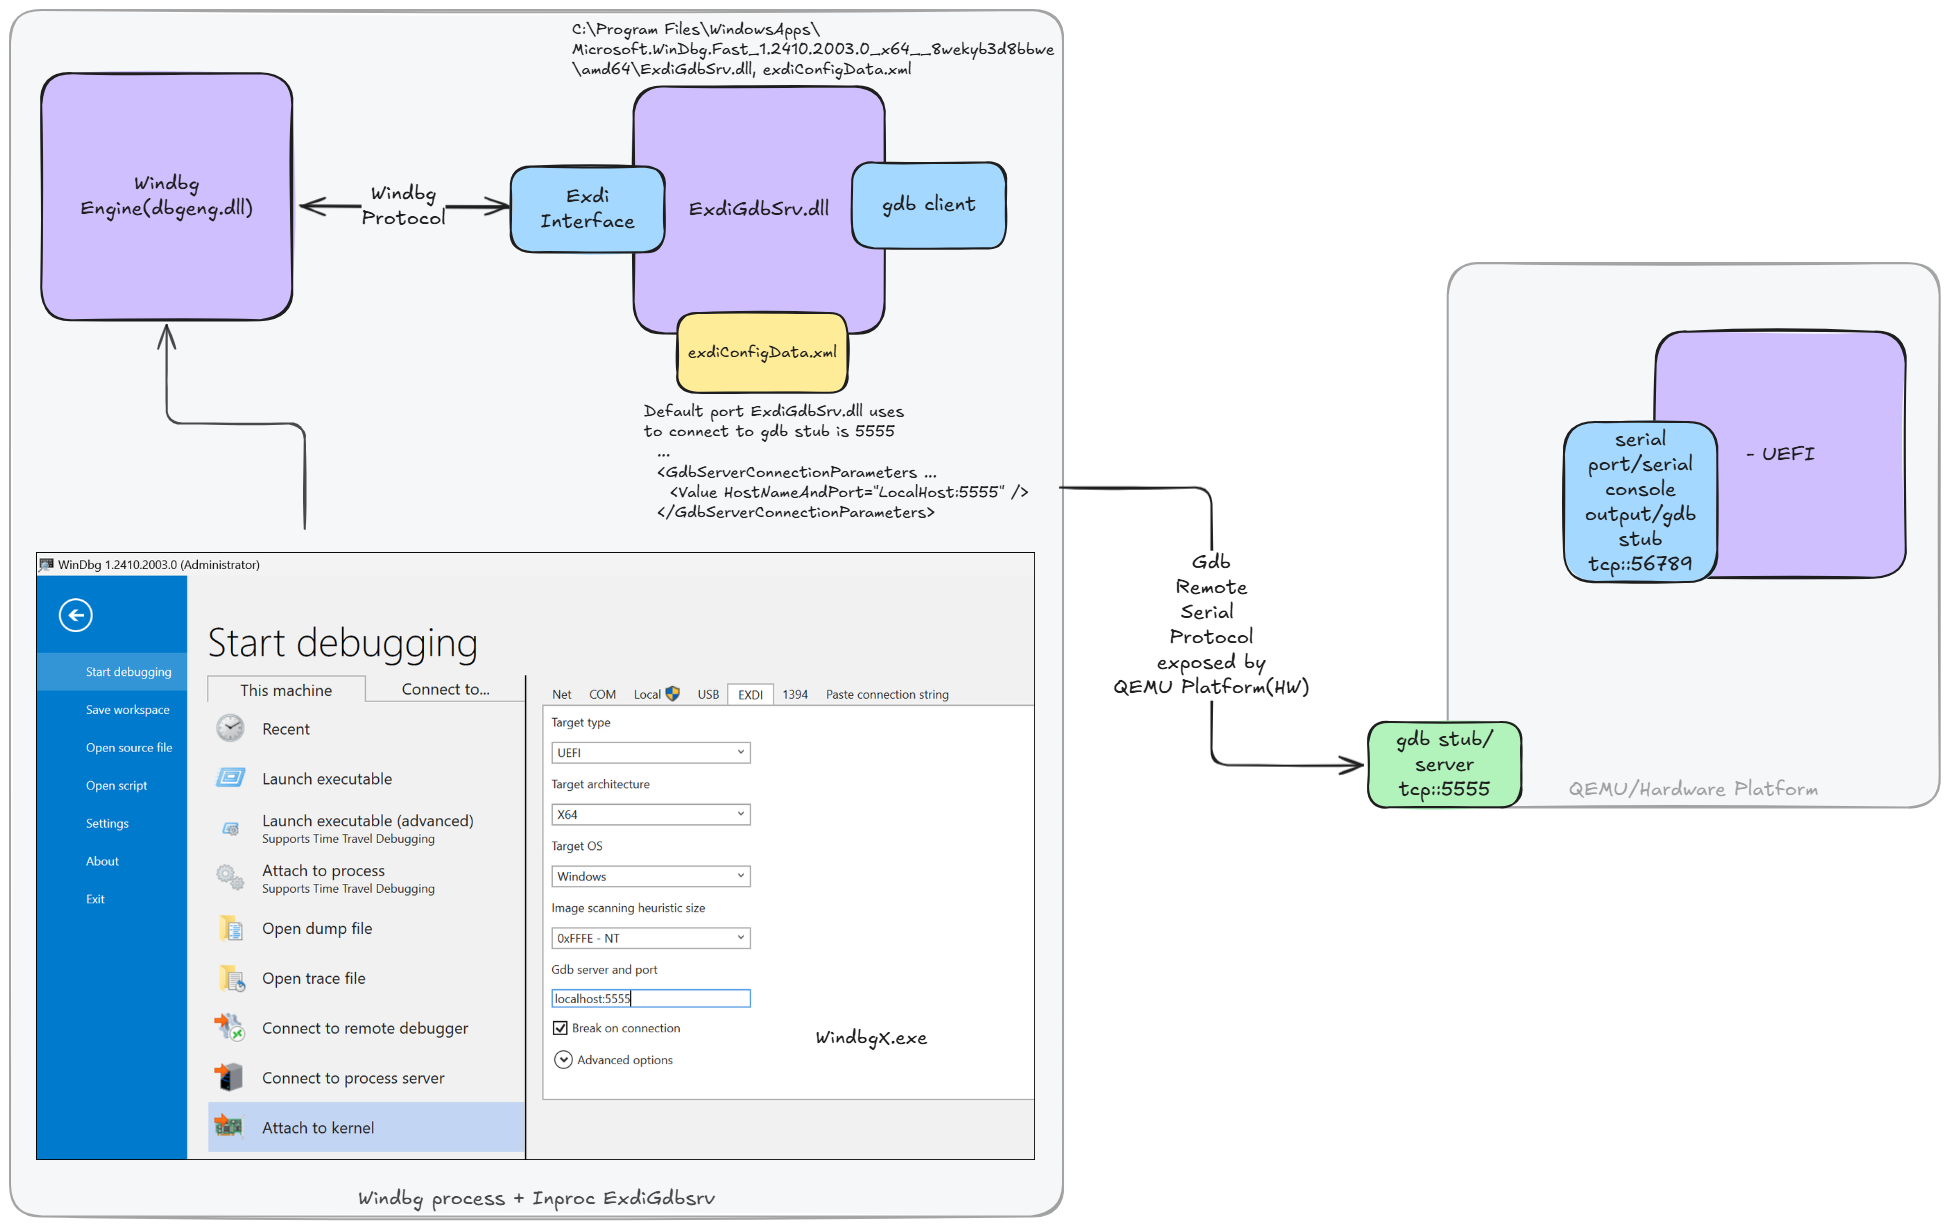 C:\Program Files\WindowsApps\
Microsoft.WinDbg.Fast_1.2410.2003.0_x64__8wekyb3d8bbwe
\amd64\ExdiGdbSrv.dll, exdiConfigData.xml
Windbg
Engine(dbgeng.dll)
Windbg
Protocol
Exdi
Interface
ExdiGdbSrv.dll
gdb client
exdiConfigData.xml
Default port ExdiGdbSrv.dll uses
to connect to gdb stub is 5555
...
<GdbServerConnectionParameters ...
<Value HostNameAndPort="LocalHost:5555" />
</GdbServerConnectionParameters>
WinDbg 1.2410.2003.0 (Administrator)
Start debugging
Save workspace
Open source file
Open script
Settings
About
Exit
Start debugging
This machine
Connect to...
Recent
Launch executable
Launch executable (advanced)
Supports Time Travel Debugging
Attach to process
Supports Time Travel Debugging
Open dump file
Open trace file
Connect to remote debugger
Connect to process server
Attach to kernel
Net COM Local USB EXDI 1394 Paste connection string
Target type
UEFI
Target architecture
X64
Target OS
Windows
Image scanning heuristic size
0xFFFE - NT
Gdb server and port
localhost:5555
Break on connection
Advanced options
WindbgX.exe
Windbg process + Inproc ExdiGdbsrv
Gdb
Remote
Serial
Protocol
exposed by
QEMU Platform(HW)
serial
port/serial
console
output/gdb
stub
tcp::56789
- UEFI
gdb stub/
server
tcp::5555
QEMU/Hardware Platform